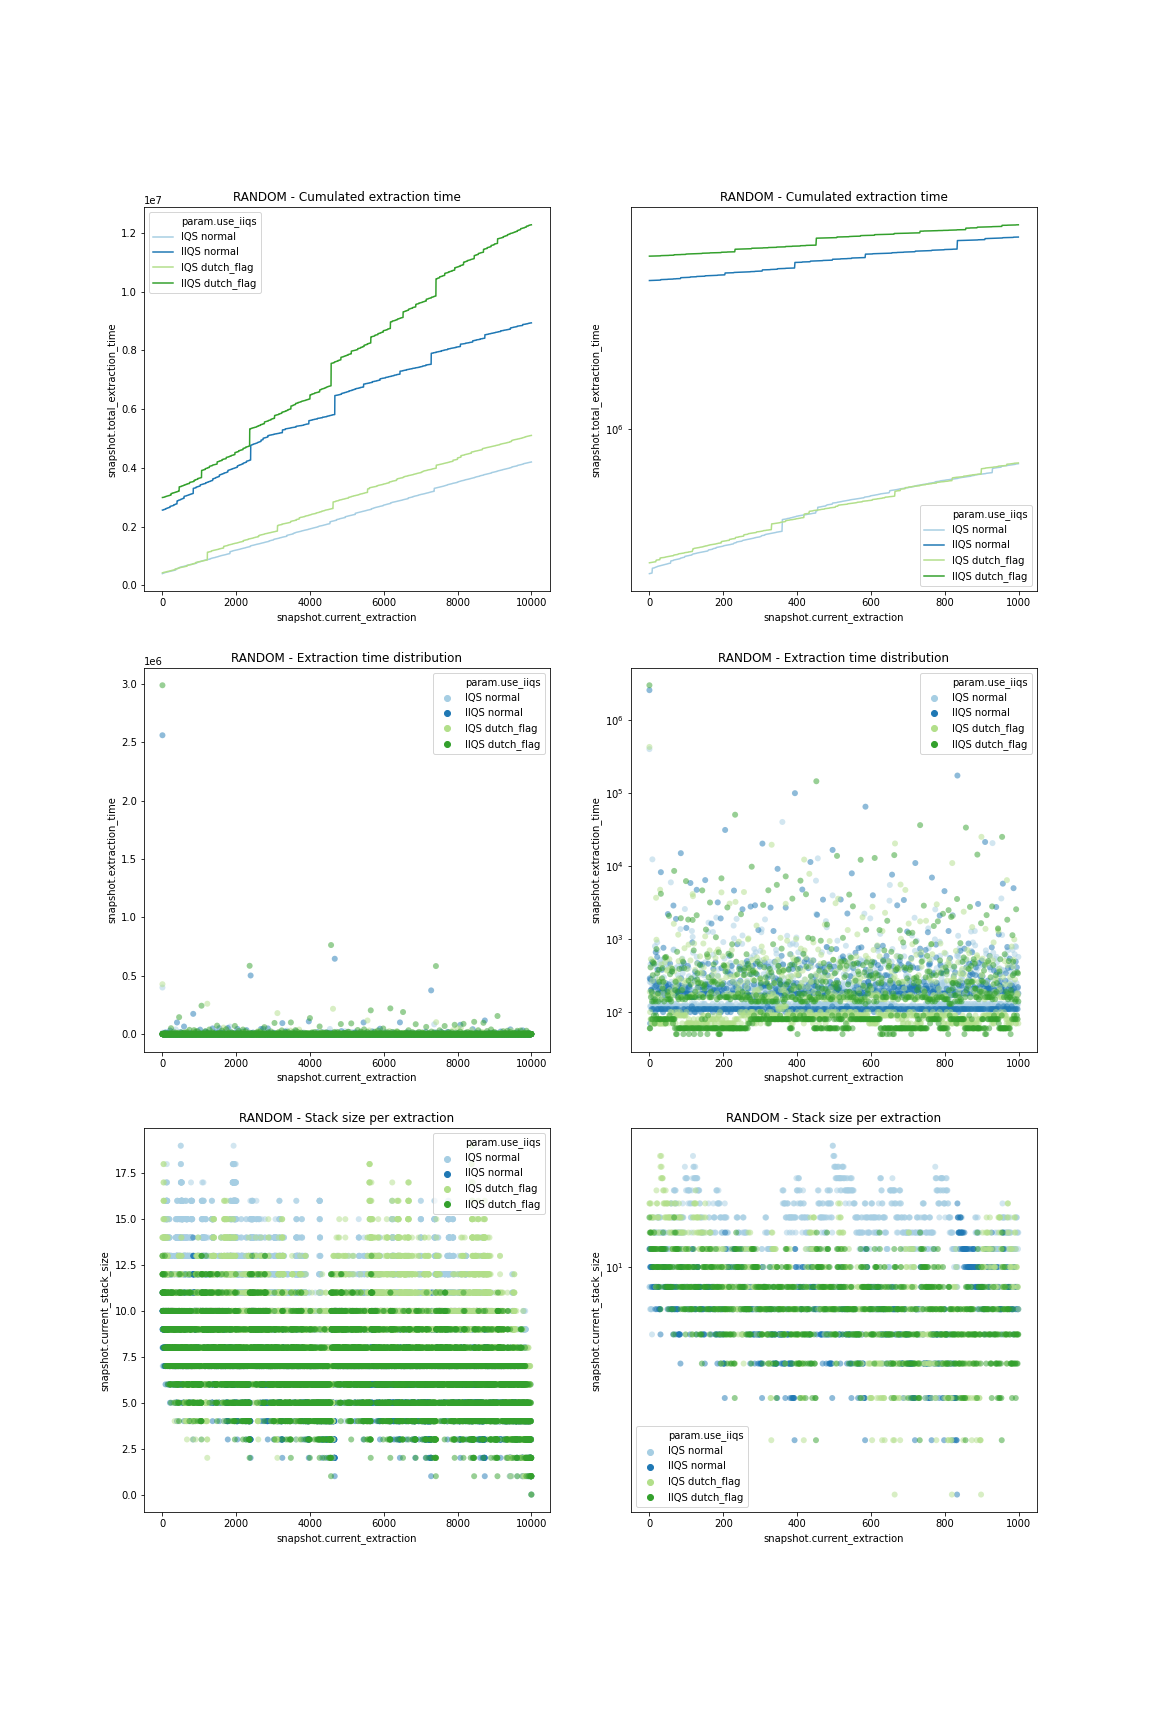 RANDOM - Cumulated extraction time
1e7
param.use_iiqs
IQS normal
IIQS normal
IQS dutch_flag
IIQS dutch_flag
snapshot.total_extraction_time
1.2
1.0
0.8
0.6
0.4
0.2
0.0
0 2000 4000 6000 8000 10000
snapshot.current_extraction
RANDOM - Cumulated extraction time
snapshot.total_extraction_time
10^6
param.use_iiqs
IQS normal
IIQS normal
IQS dutch_flag
IIQS dutch_flag
0 200 400 600 800 1000
snapshot.current_extraction
RANDOM - Extraction time distribution
1e6
param.use_iiqs
IQS normal
IIQS normal
IQS dutch_flag
IIQS dutch_flag
snapshot.extraction_time
3.0
2.5
2.0
1.5
1.0
0.5
0.0
0 2000 4000 6000 8000 10000
snapshot.current_extraction
RANDOM - Extraction time distribution
param.use_iiqs
IQS normal
IIQS normal
IQS dutch_flag
IIQS dutch_flag
snapshot.extraction_time
10^6
10^5
10^4
10^3
10^2
0 200 400 600 800 1000
snapshot.current_extraction
RANDOM - Stack size per extraction
param.use_iiqs
IQS normal
IIQS normal
IQS dutch_flag
IIQS dutch_flag
snapshot.current_stack_size
17.5
15.0
12.5
10.0
7.5
5.0
2.5
0.0
0 2000 4000 6000 8000 10000
snapshot.current_extraction
RANDOM - Stack size per extraction
snapshot.current_stack_size
10^1
param.use_iiqs
IQS normal
IIQS normal
IQS dutch_flag
IIQS dutch_flag
0 200 400 600 800 1000
snapshot.current_extraction